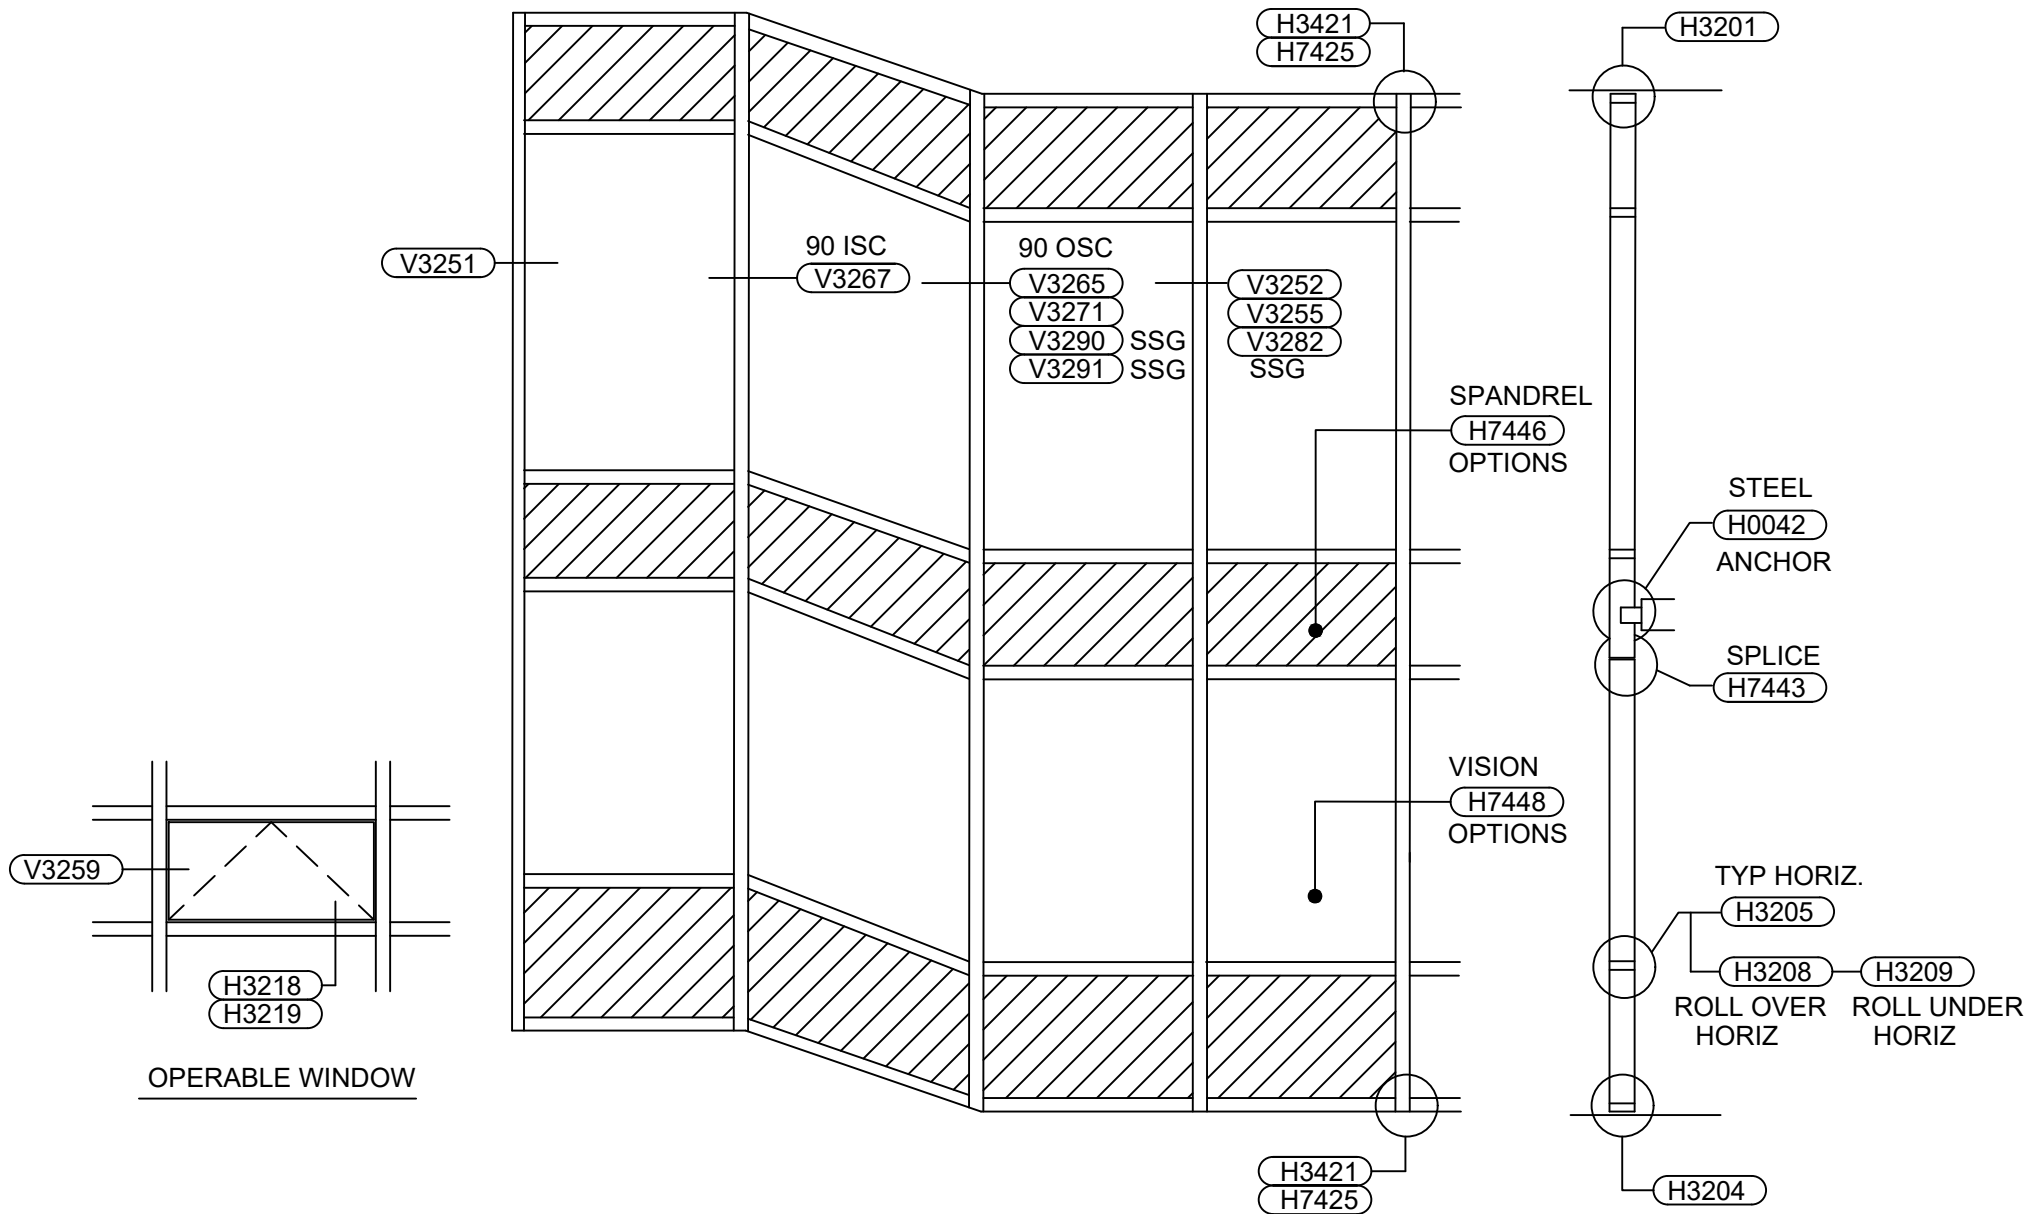 H3421
H7425
H3201
V3251
90 ISC
V3267
90 OSC
V3265
V3271
V3290 SSG
V3291 SSG
V3252
V3255
V3282
SSG
SPANDREL
H7446
OPTIONS
STEEL
H0042
ANCHOR
SPLICE
H7443
VISION
H7448
OPTIONS
V3259
H3218
H3219
OPERABLE WINDOW
TYP HORIZ.
H3205
H3208
ROLL OVER
HORIZ
H3209
ROLL UNDER
HORIZ
H3421
H7425
H3204